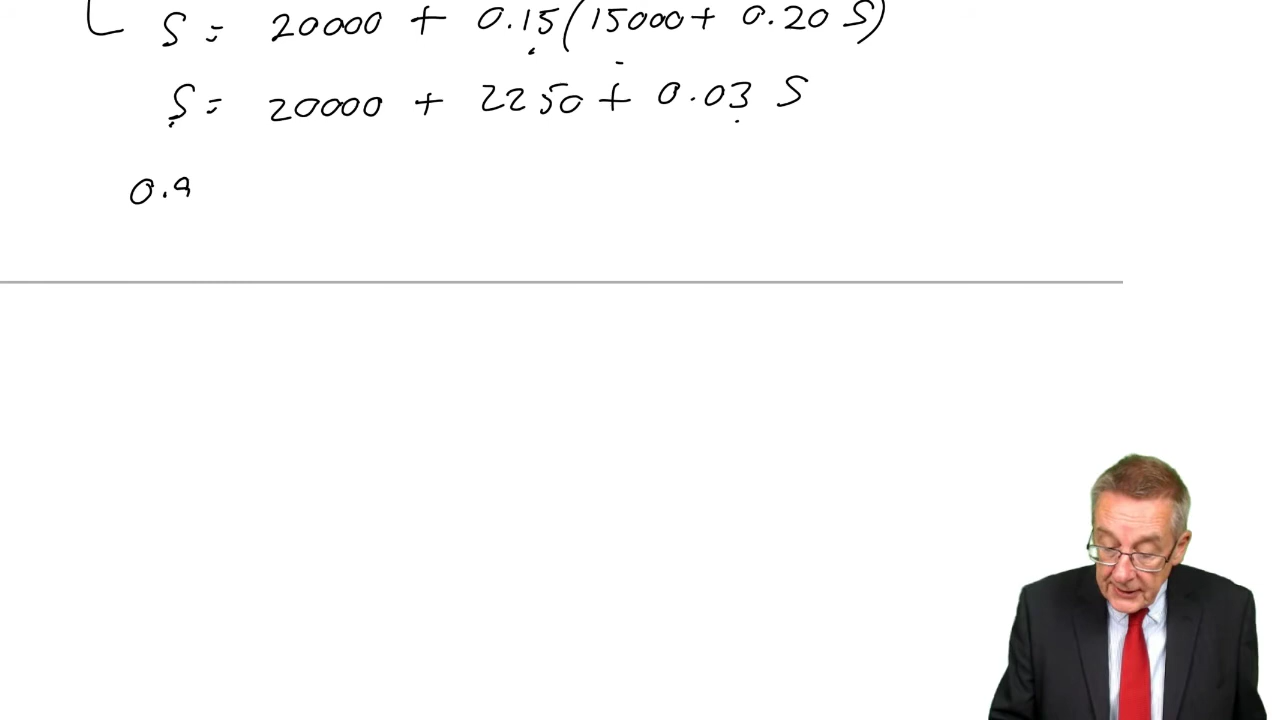 S = 20000 + 0.15(15000 + 0.20 S)
S = 20000 + 2250 + 0.03 S
0.9